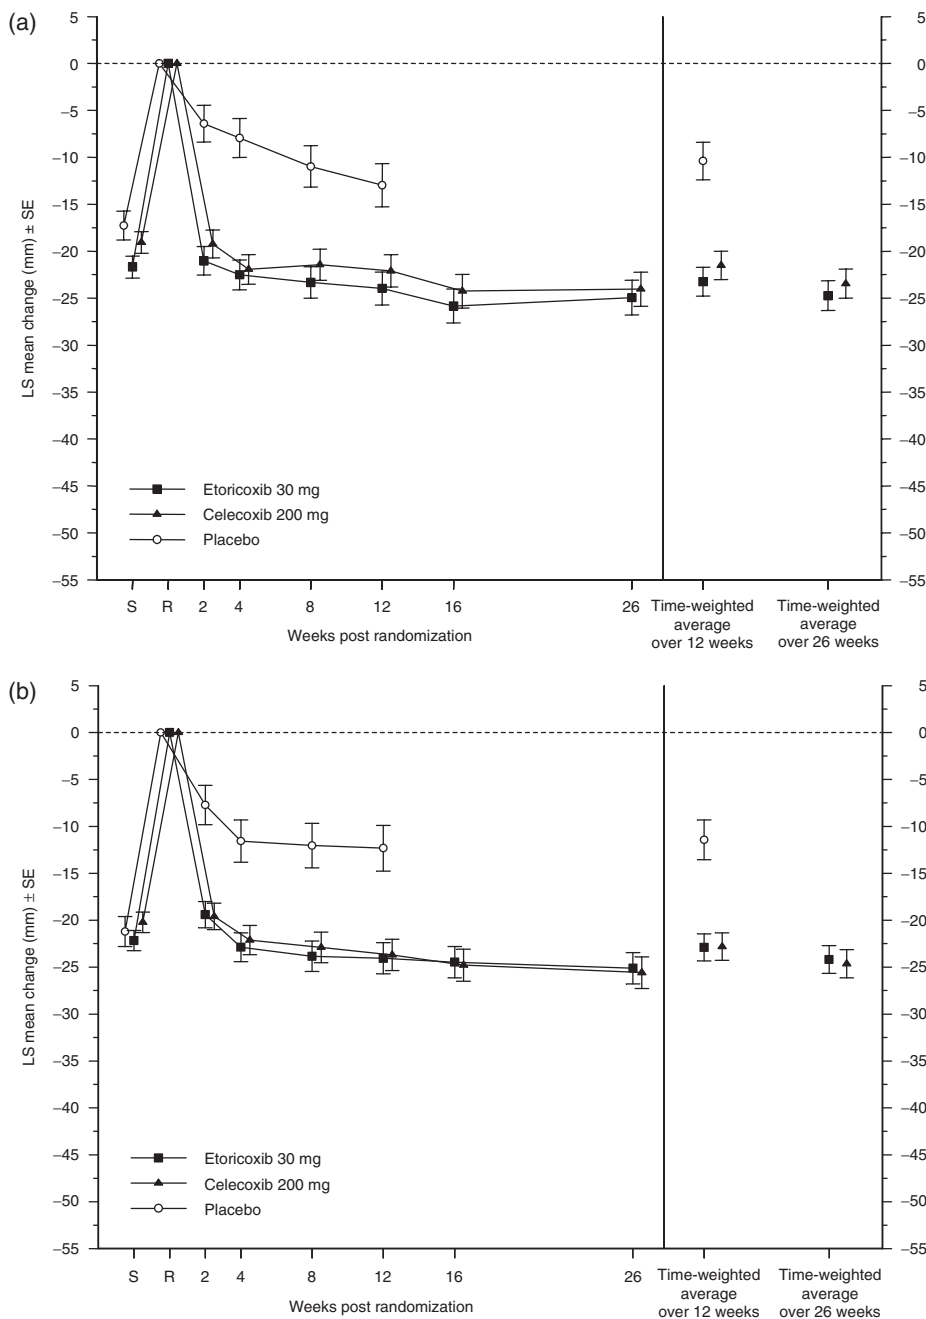 (a)
5 5
0 0
−5 −5
−10 −10
−15 −15
−20 −20
−25 −25
−30 −30
−35 −35
−40 −40
−45 −45
−50 −50
−55 −55
LS mean change (mm) ± SE
Etoricoxib 30 mg
Celecoxib 200 mg
Placebo
S R 2 4 8 12 16 26
Weeks post randomization
Time-weighted
average
over 12 weeks
Time-weighted
average
over 26 weeks
(b)
5 5
0 0
−5 −5
−10 −10
−15 −15
−20 −20
−25 −25
−30 −30
−35 −35
−40 −40
−45 −45
−50 −50
−55 −55
LS mean change (mm) ± SE
Etoricoxib 30 mg
Celecoxib 200 mg
Placebo
S R 2 4 8 12 16 26
Weeks post randomization
Time-weighted
average
over 12 weeks
Time-weighted
average
over 26 weeks